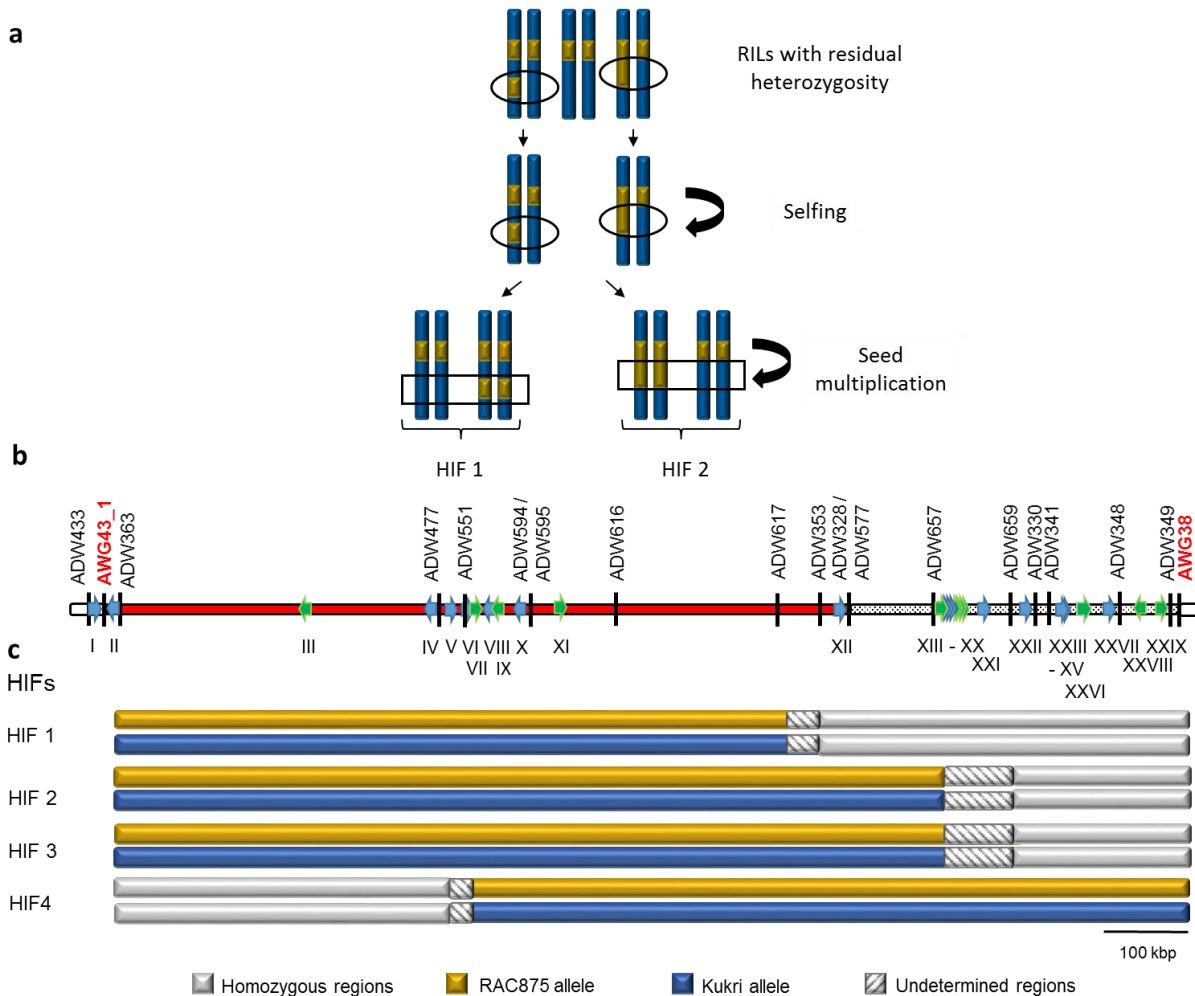 a
RILs with residual
heterozygosity
Selfing
Seed
multiplication
HIF 1
HIF 2
b
ADW433
AWG43_1
ADW363
ADW477
ADW551
ADW594 /
ADW595
ADW616
ADW617
ADW353
ADW328/
ADW577
ADW657
ADW659
ADW330
ADW341
ADW348
ADW349
AWG38
I
II
III
IV
V
VI
VII
VIII
IX
X
XI
XII
XIII - XX
XXI
XXII
XXIII
- XV
XXVI
XXVII
XXVIII
XXIX
c
HIFs
HIF 1
HIF 2
HIF 3
HIF4
100 kbp
Homozygous regions
RAC875 allele
Kukri allele
Undetermined regions